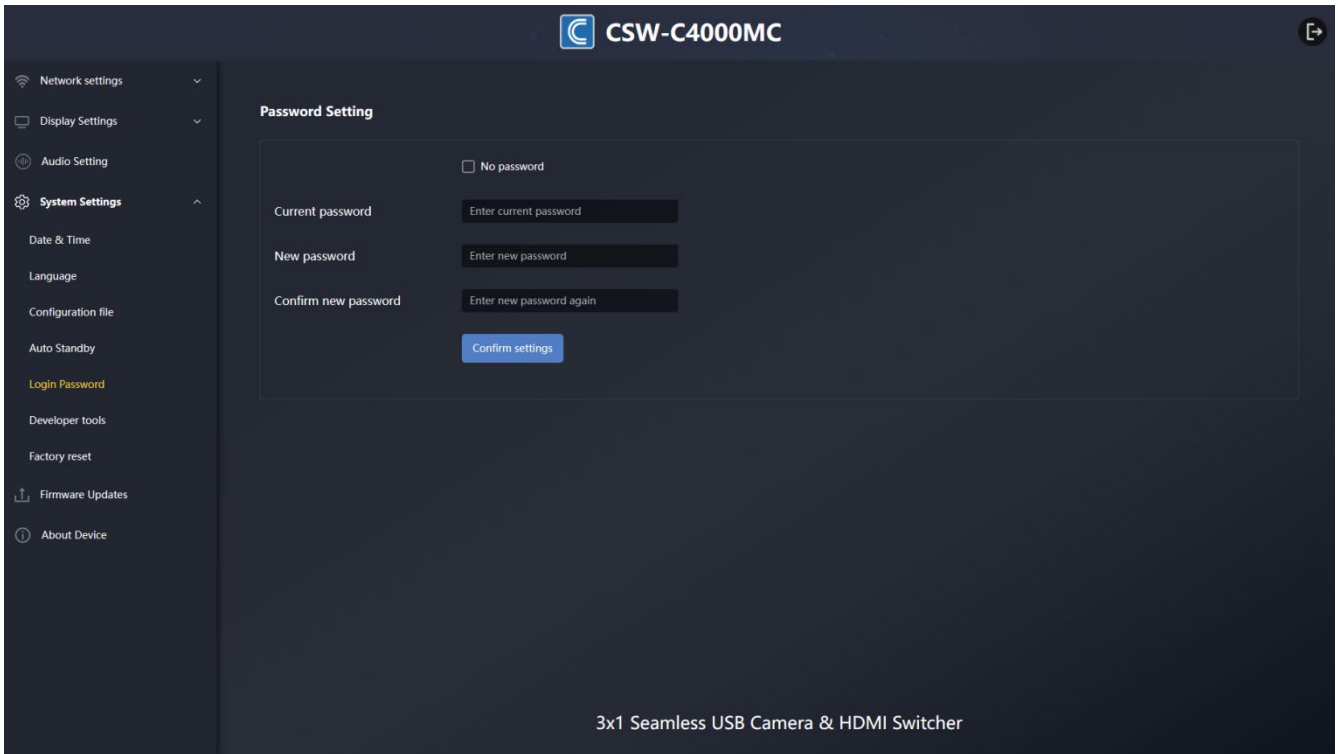 CSW-C4000MC
Network settings
Display Settings
Audio Setting
System Settings
Date & Time
Language
Configuration file
Auto Standby
Login Password
Developer tools
Factory reset
Firmware Updates
About Device
Password Setting
No password
Current password Enter current password
New password Enter new password
Confirm new password Enter new password again
Confirm settings
3x1 Seamless USB Camera & HDMI Switcher